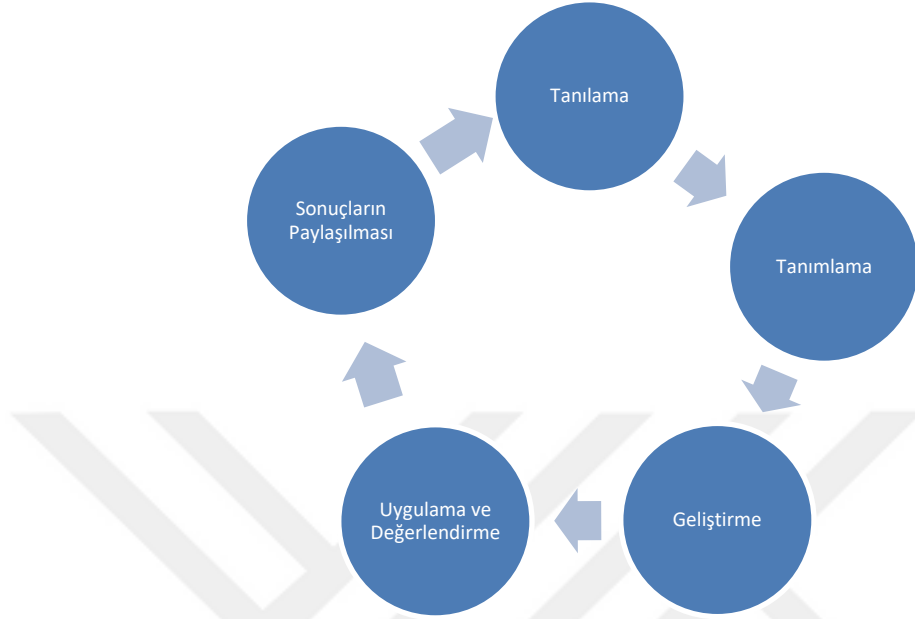 Tanılama
Tanımlama
Geliştirme
Uygulama ve
Değerlendirme
Sonuçların
Paylaşılması